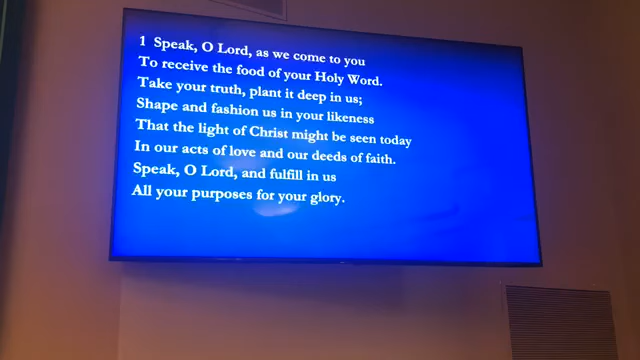 1 Speak, O Lord, as we come to you
To receive the food of your Holy Word.
Take your truth, plant it deep in us;
Shape and fashion us in your likeness
That the light of Christ might be seen today
In our acts of love and our deeds of faith.
Speak, O Lord, and fulfill in us
All your purposes for your glory.